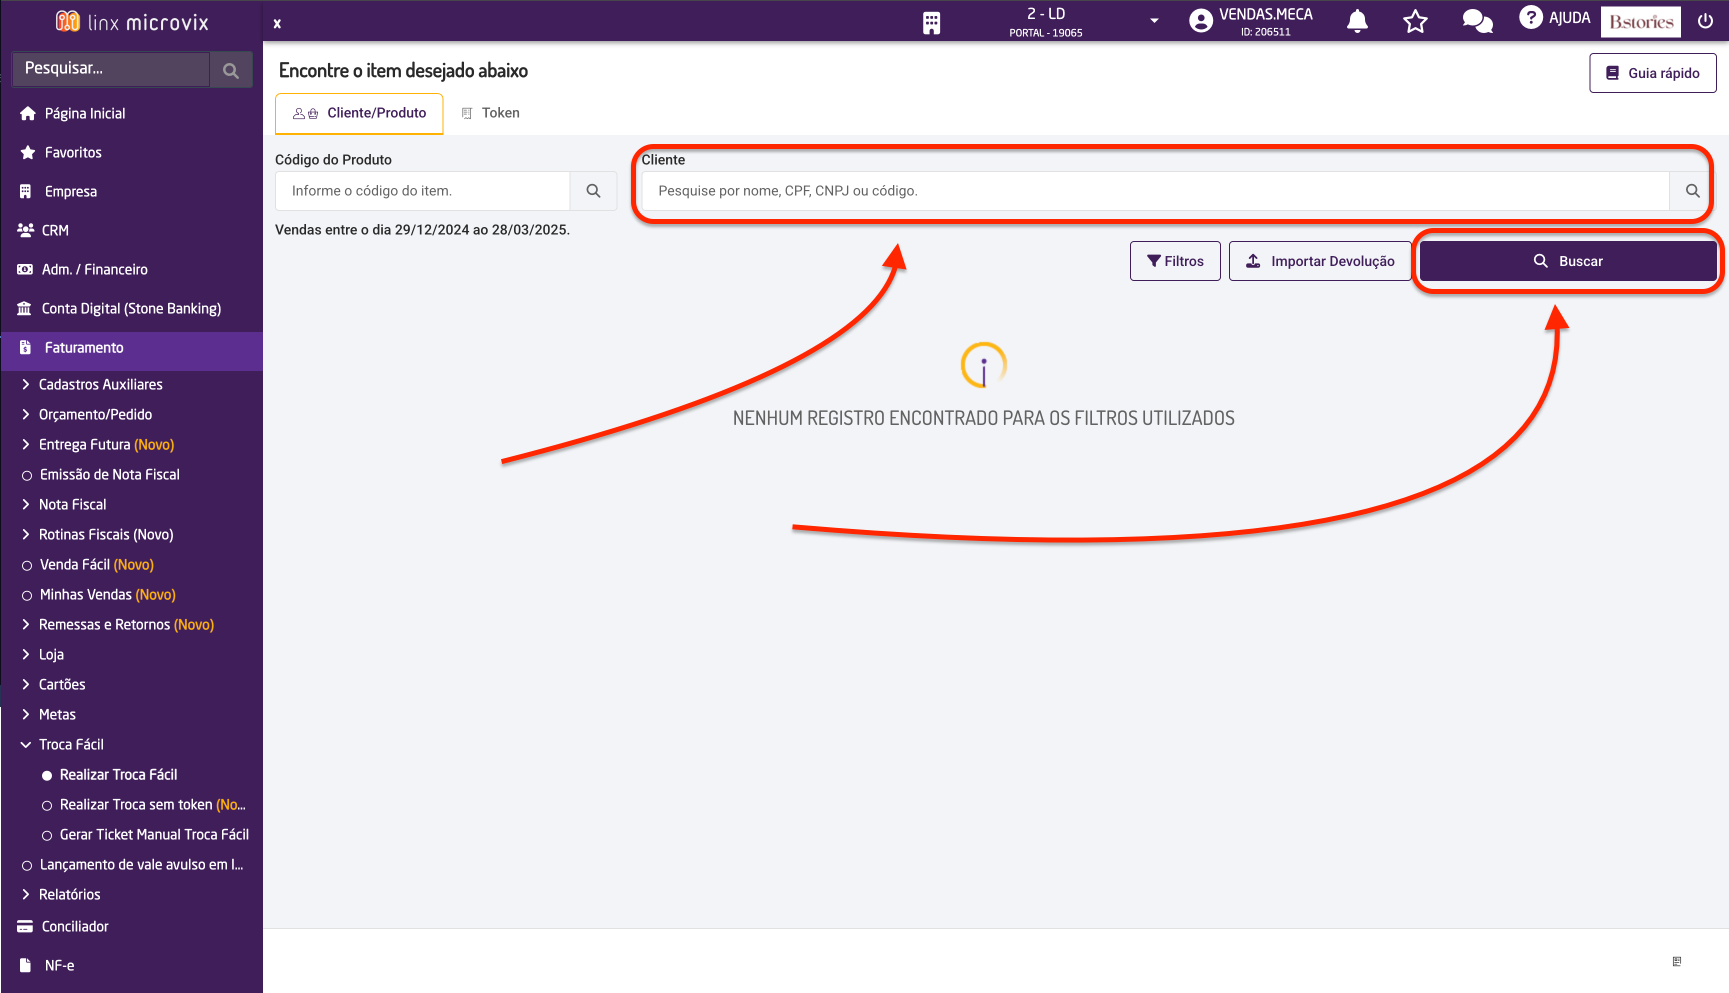 linx microvix
x
2 - LD
PORTAL - 19065
VENDAS.MECA
ID: 206511
? AJUDA
Bstories
Pesquisar...
Página Inicial
Favoritos
Empresa
CRM
Adm. / Financeiro
Conta Digital (Stone Banking)
Faturamento
Cadastros Auxiliares
Orçamento/Pedido
Entrega Futura (Novo)
Emissão de Nota Fiscal
Nota Fiscal
Rotinas Fiscais (Novo)
Venda Fácil (Novo)
Minhas Vendas (Novo)
Remessas e Retornos (Novo)
Loja
Cartões
Metas
Troca Fácil
Realizar Troca Fácil
Realizar Troca sem token (No...
Gerar Ticket Manual Troca Fácil
Lançamento de vale avulso em l...
Relatórios
Conciliador
NF-e
Encontre o item desejado abaixo
Guia rápido
Cliente/Produto
Token
Código do Produto
Informe o código do item.
Cliente
Pesquise por nome, CPF, CNPJ ou código.
Vendas entre o dia 29/12/2024 ao 28/03/2025.
Filtros
Importar Devolução
Buscar
NENHUM REGISTRO ENCONTRADO PARA OS FILTROS UTILIZADOS